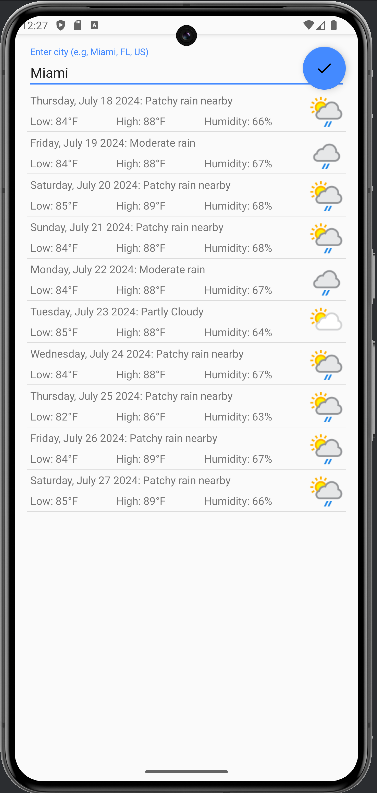 12:27
Enter city (e.g, Miami, FL, US)
Miami
Thursday, July 18 2024: Patchy rain nearby
Low: 84°F High: 88°F Humidity: 66%
Friday, July 19 2024: Moderate rain
Low: 84°F High: 88°F Humidity: 67%
Saturday, July 20 2024: Patchy rain nearby
Low: 85°F High: 89°F Humidity: 68%
Sunday, July 21 2024: Patchy rain nearby
Low: 84°F High: 88°F Humidity: 68%
Monday, July 22 2024: Moderate rain
Low: 84°F High: 88°F Humidity: 67%
Tuesday, July 23 2024: Partly Cloudy
Low: 85°F High: 88°F Humidity: 64%
Wednesday, July 24 2024: Patchy rain nearby
Low: 84°F High: 88°F Humidity: 67%
Thursday, July 25 2024: Patchy rain nearby
Low: 82°F High: 86°F Humidity: 63%
Friday, July 26 2024: Patchy rain nearby
Low: 84°F High: 89°F Humidity: 67%
Saturday, July 27 2024: Patchy rain nearby
Low: 85°F High: 89°F Humidity: 66%